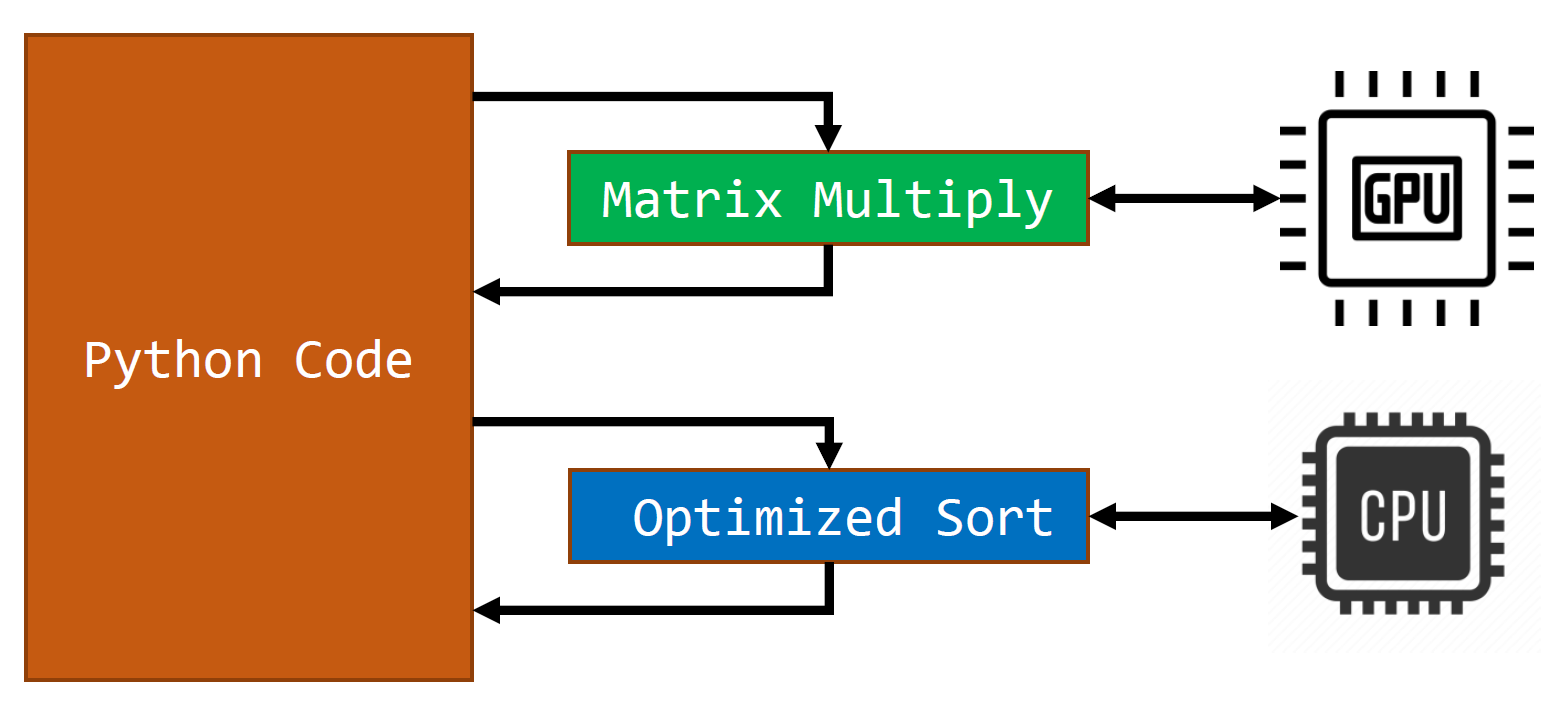 Matrix Multiply
GPU
Python Code
Optimized Sort
CPU